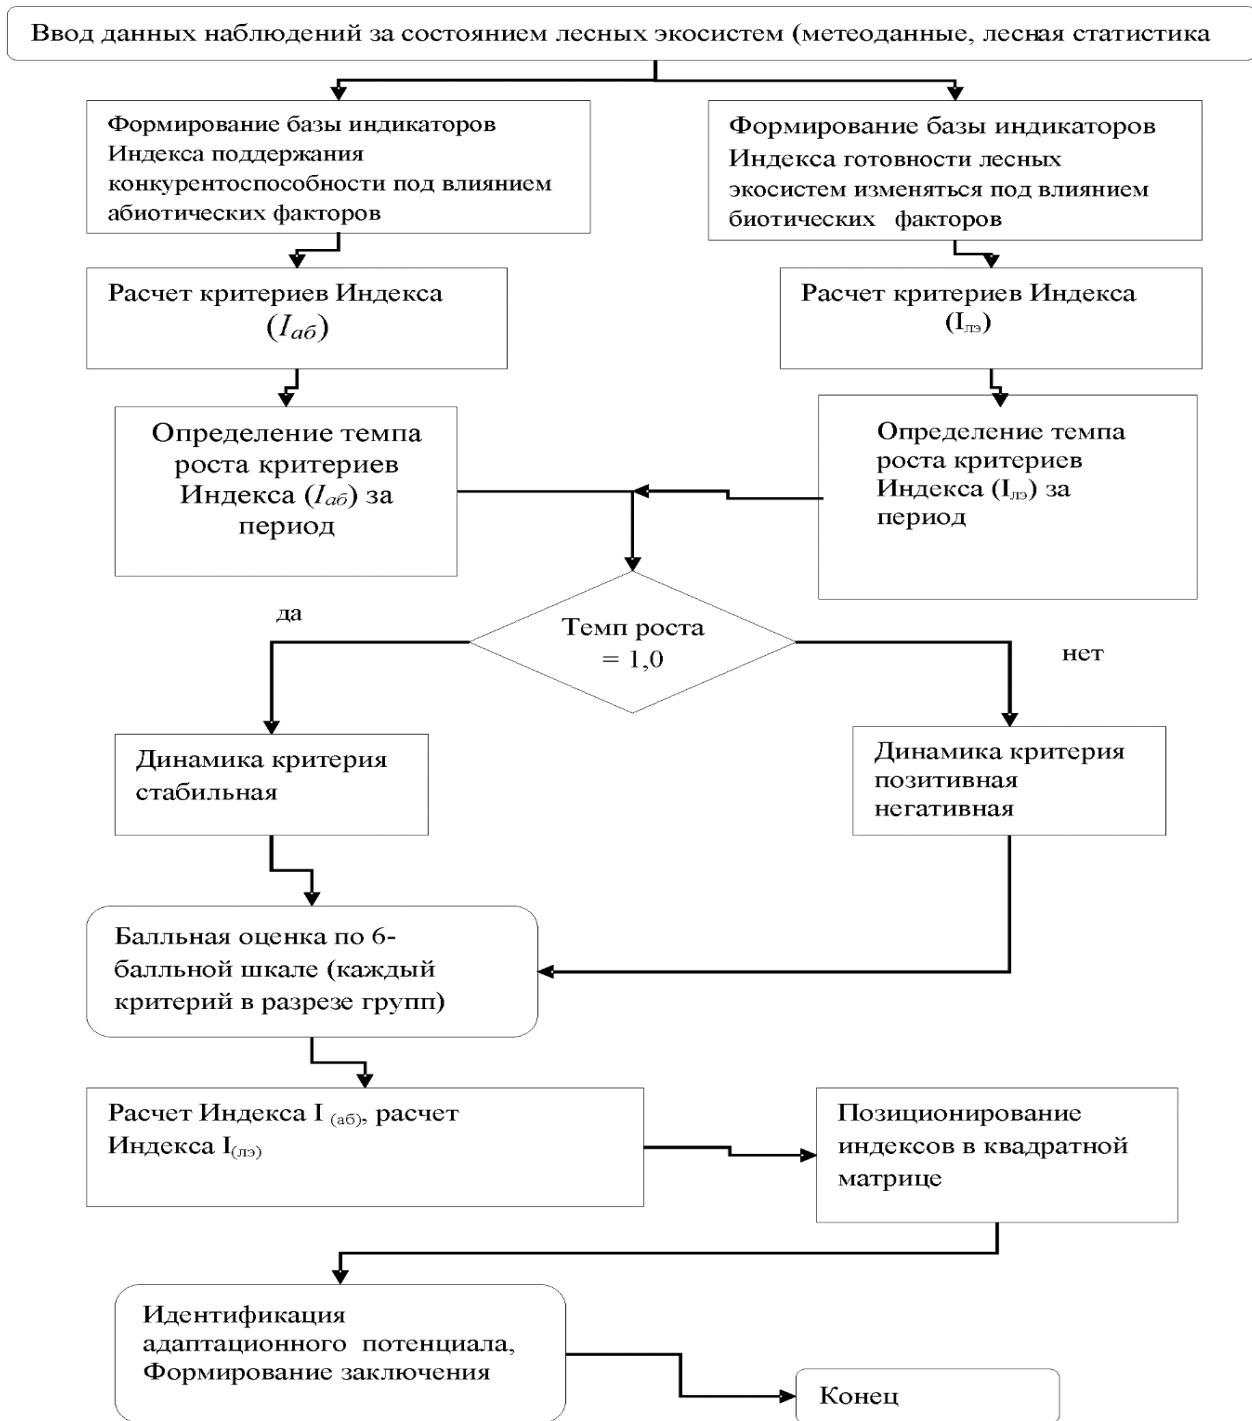 Ввод данных наблюдений за состоянием лесных экосистем (метеоданные, лесная статистика
Формирование базы индикаторов
Индекса поддержания
конкурентоспособности под влиянием
абиотических факторов
Формирование базы индикаторов
Индекса готовности лесных
экосистем изменяться под влиянием
биотических факторов
Расчет критериев Индекса
(Iаб)
Расчет критериев Индекса
(Iлэ)
Определение темпа
роста критериев
Индекса (Iаб) за
период
Определение темпа
роста критериев
Индекса (Iлэ) за
период
Темп роста
= 1,0
да
нет
Динамика критерия
стабильная
Динамика критерия
позитивная
негативная
Балльная оценка по 6-
балльной шкале (каждый
критерий в разрезе групп)
Расчет Индекса I (аб), расчет
Индекса I(лэ)
Позиционирование
индексов в квадратной
матрице
Идентификация
адаптационного потенциала,
Формирование заключения
Конец